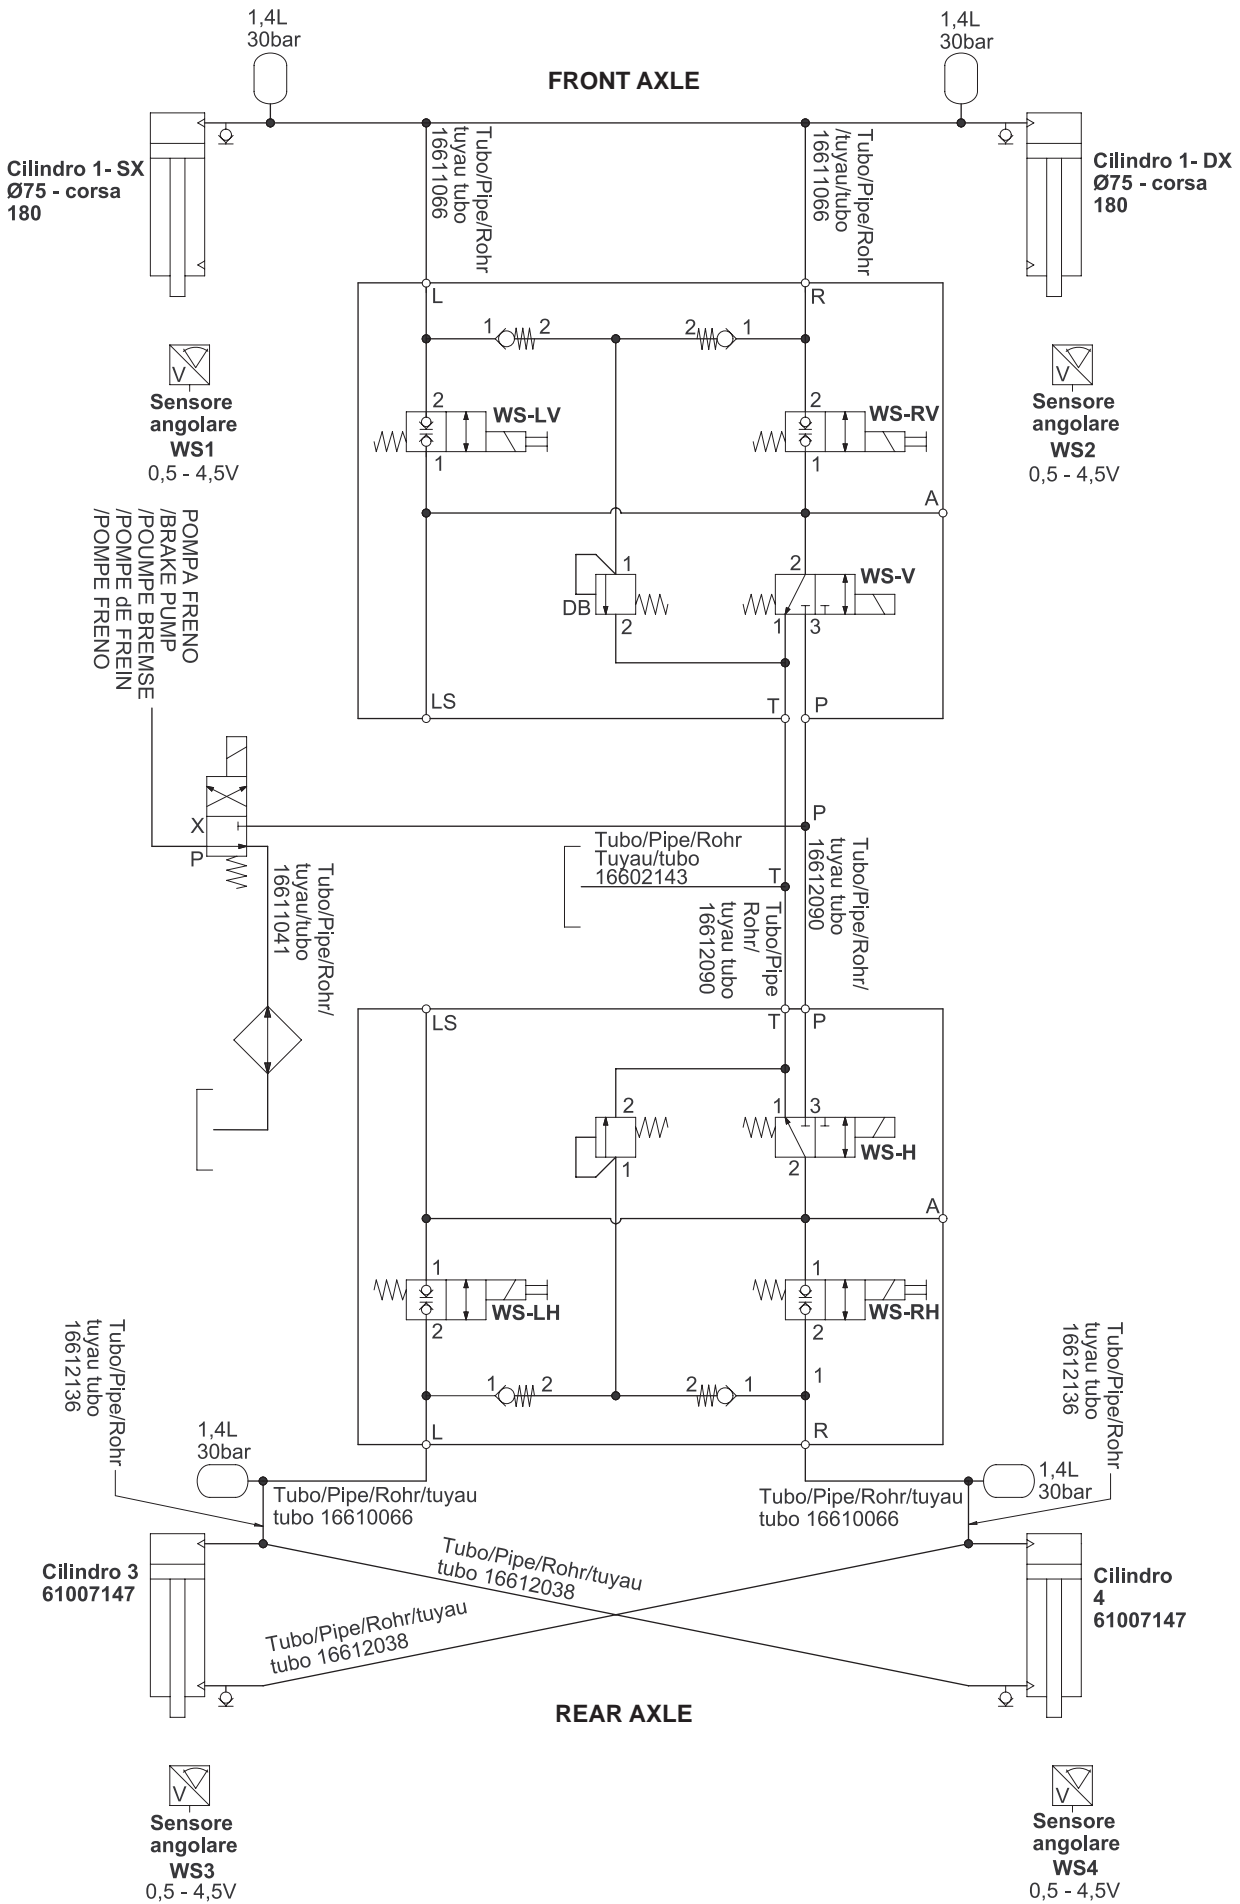 1,4L
30bar
1,4L
30bar
FRONT AXLE
Cilindro 1- SX
Ø75 - corsa
180
Tubo/Pipe/Rohr
tuyau tubo
16611066
Tubo/Pipe/Rohr
/tuyau/tubo
16611066
Cilindro 1- DX
Ø75 - corsa
180
L
R
1
2
2
1
V
Sensore
angolare
WS1
0,5 - 4,5V
2
WS-LV
1
2
WS-RV
1
V
Sensore
angolare
WS2
0,5 - 4,5V
A
POMPA FRENO
/BRAKE PUMP
/POUMPE BREMSE
/POMPE dE FREIN
/POMPE FRENO
1
DB
2
2
WS-V
1
3
LS
T
P
X
P
P
Tubo/Pipe/Rohr
Tuyau/tubo
16602143
T
Tubo/Pipe/Rohr/
tuyau tubo
16612090
Tubo/Pipe/Rohr/
tuyau/tubo
16611041
Tubo/Pipe
Rohr/
tuyau tubo
16612090
LS
T
P
2
1
1
3
WS-H
2
A
1
WS-LH
2
1
WS-RH
2
1
1
2
2
1
L
R
Tubo/Pipe/Rohr
tuyau tubo
16612136
Tubo/Pipe/Rohr
tuyau tubo
16612136
1,4L
30bar
1,4L
30bar
Tubo/Pipe/Rohr/tuyau
tubo 16610066
Tubo/Pipe/Rohr/tuyau
tubo 16610066
Cilindro 3
61007147
Tubo/Pipe/Rohr/tuyau
tubo 16612038
Tubo/Pipe/Rohr/tuyau
tubo 16612038
Cilindro
4
61007147
REAR AXLE
V
Sensore
angolare
WS3
0,5 - 4,5V
V
Sensore
angolare
WS4
0,5 - 4,5V